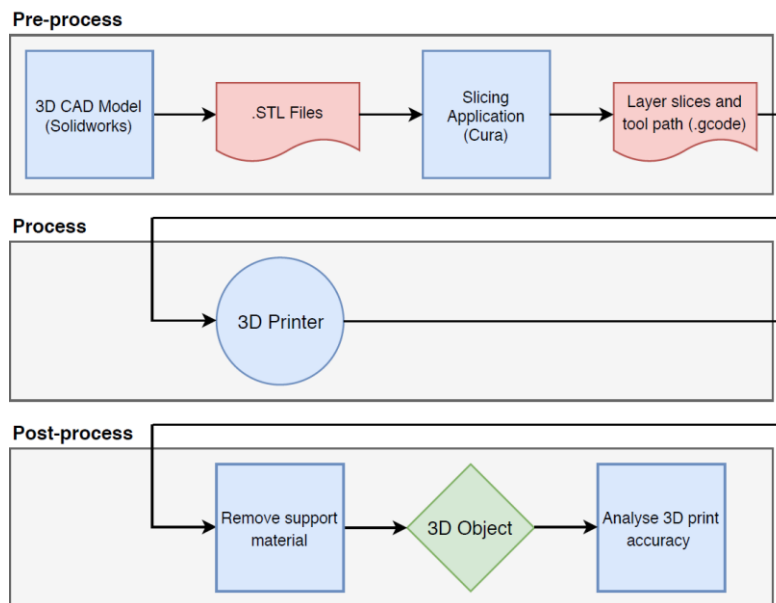 Pre-process
3D CAD Model
(Solidworks)
.STL Files
Slicing
Application
(Cura)
Layer slices and
tool path (.gcode)
Process
3D Printer
Post-process
Remove support
material
3D Object
Analyse 3D print
accuracy